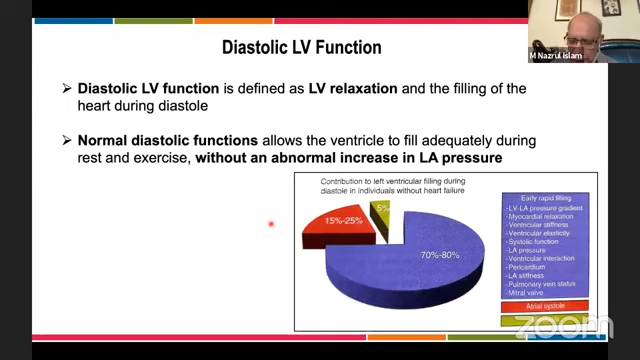 M Nazrul Islam
Diastolic LV Function
➤ Diastolic LV function is defined as LV relaxation and the filling of the
heart during diastole
➤ Normal diastolic functions allows the ventricle to fill adequately during
rest and exercise, without an abnormal increase in LA pressure
Contribution to left ventricular filling during
diastole in individuals without heart failure
5%
15%-25%
70%-80%
Early rapid filling
-LV-LA pressure gradient
-Myocardial relaxation
-Ventricular stiffness
-Ventricular elasticity
-Systolic function
-LA pressure
-Ventricular interaction
-Pericardium
-LA stiffness
-Pulmonary vein status
-Mitral valve
Atrial systole
zoom